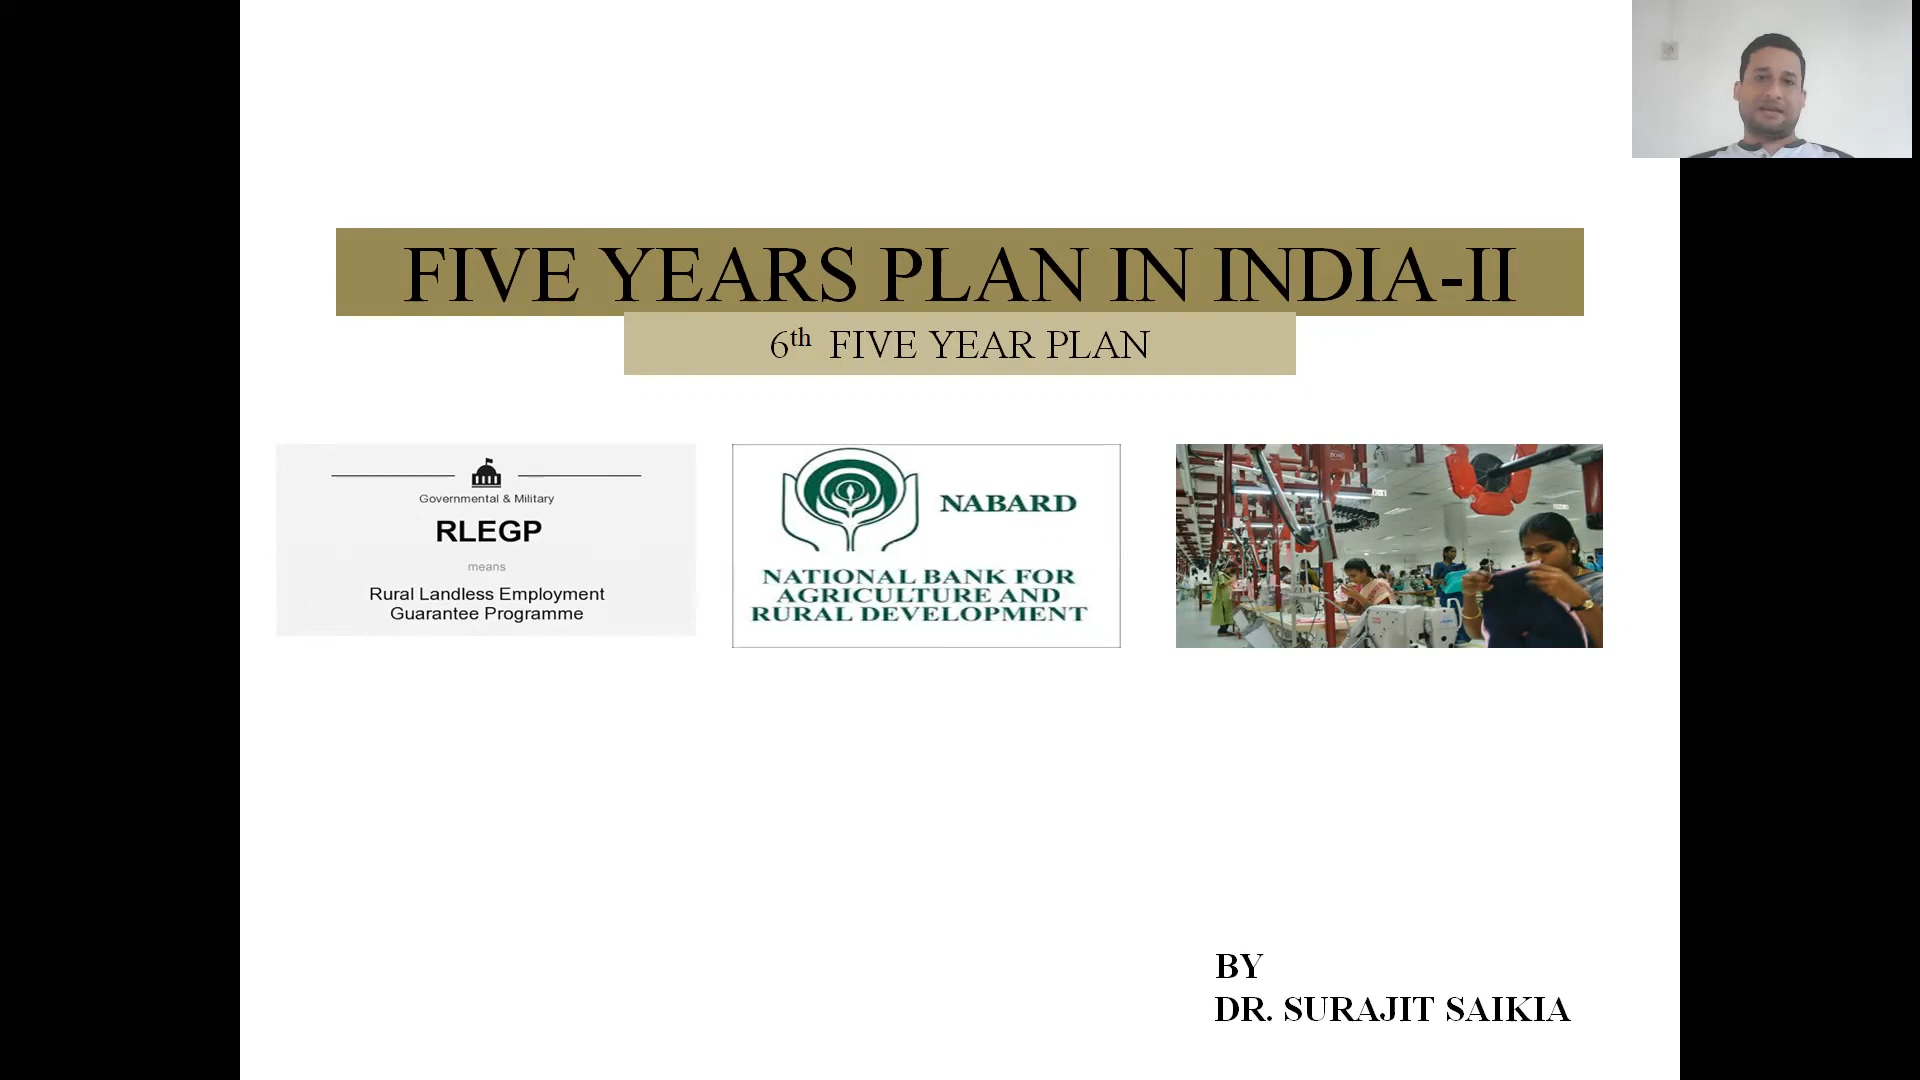 FIVE YEARS PLAN IN INDIA-II
6th FIVE YEAR PLAN
Governmental & Military
RLEGP
means
Rural Landless Employment
Guarantee Programme
NABARD
NATIONAL BANK FOR
AGRICULTURE AND
RURAL DEVELOPMENT
BY
DR. SURAJIT SAIKIA